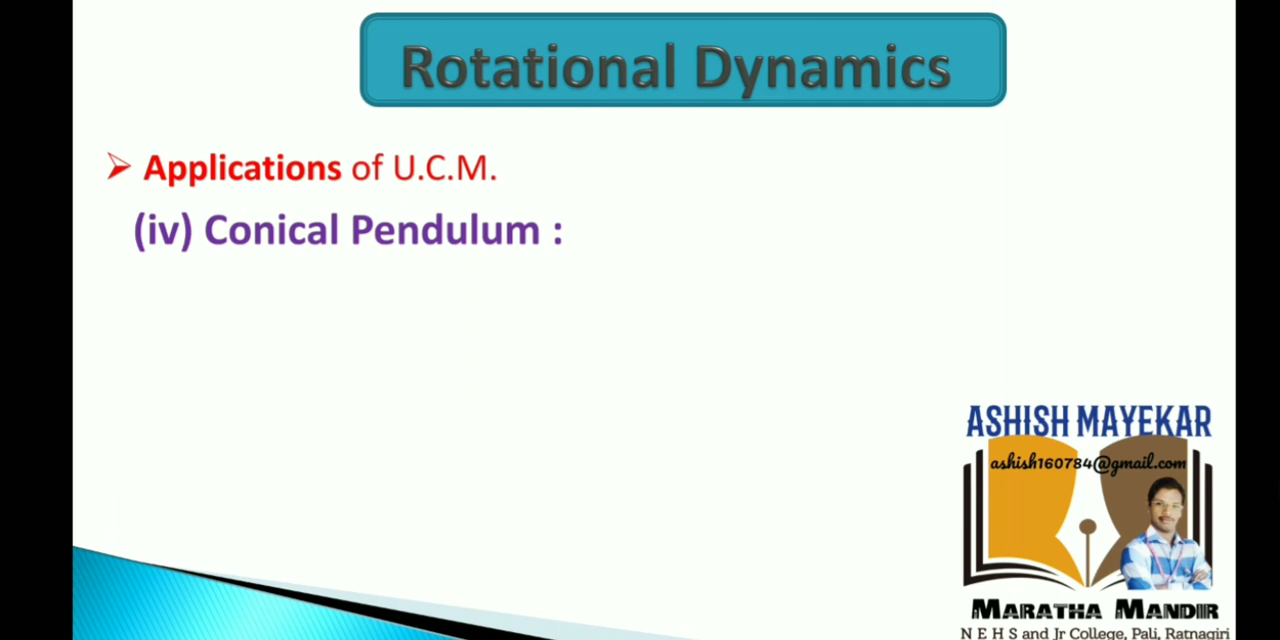 Rotational Dynamics
Applications of U.C.M.
(iv) Conical Pendulum :
ASHISH MAYEKAR
ashish160784@gmail.com
MARATHA MANDIR
N E H S and Jr College, Pali, Ratnagiri